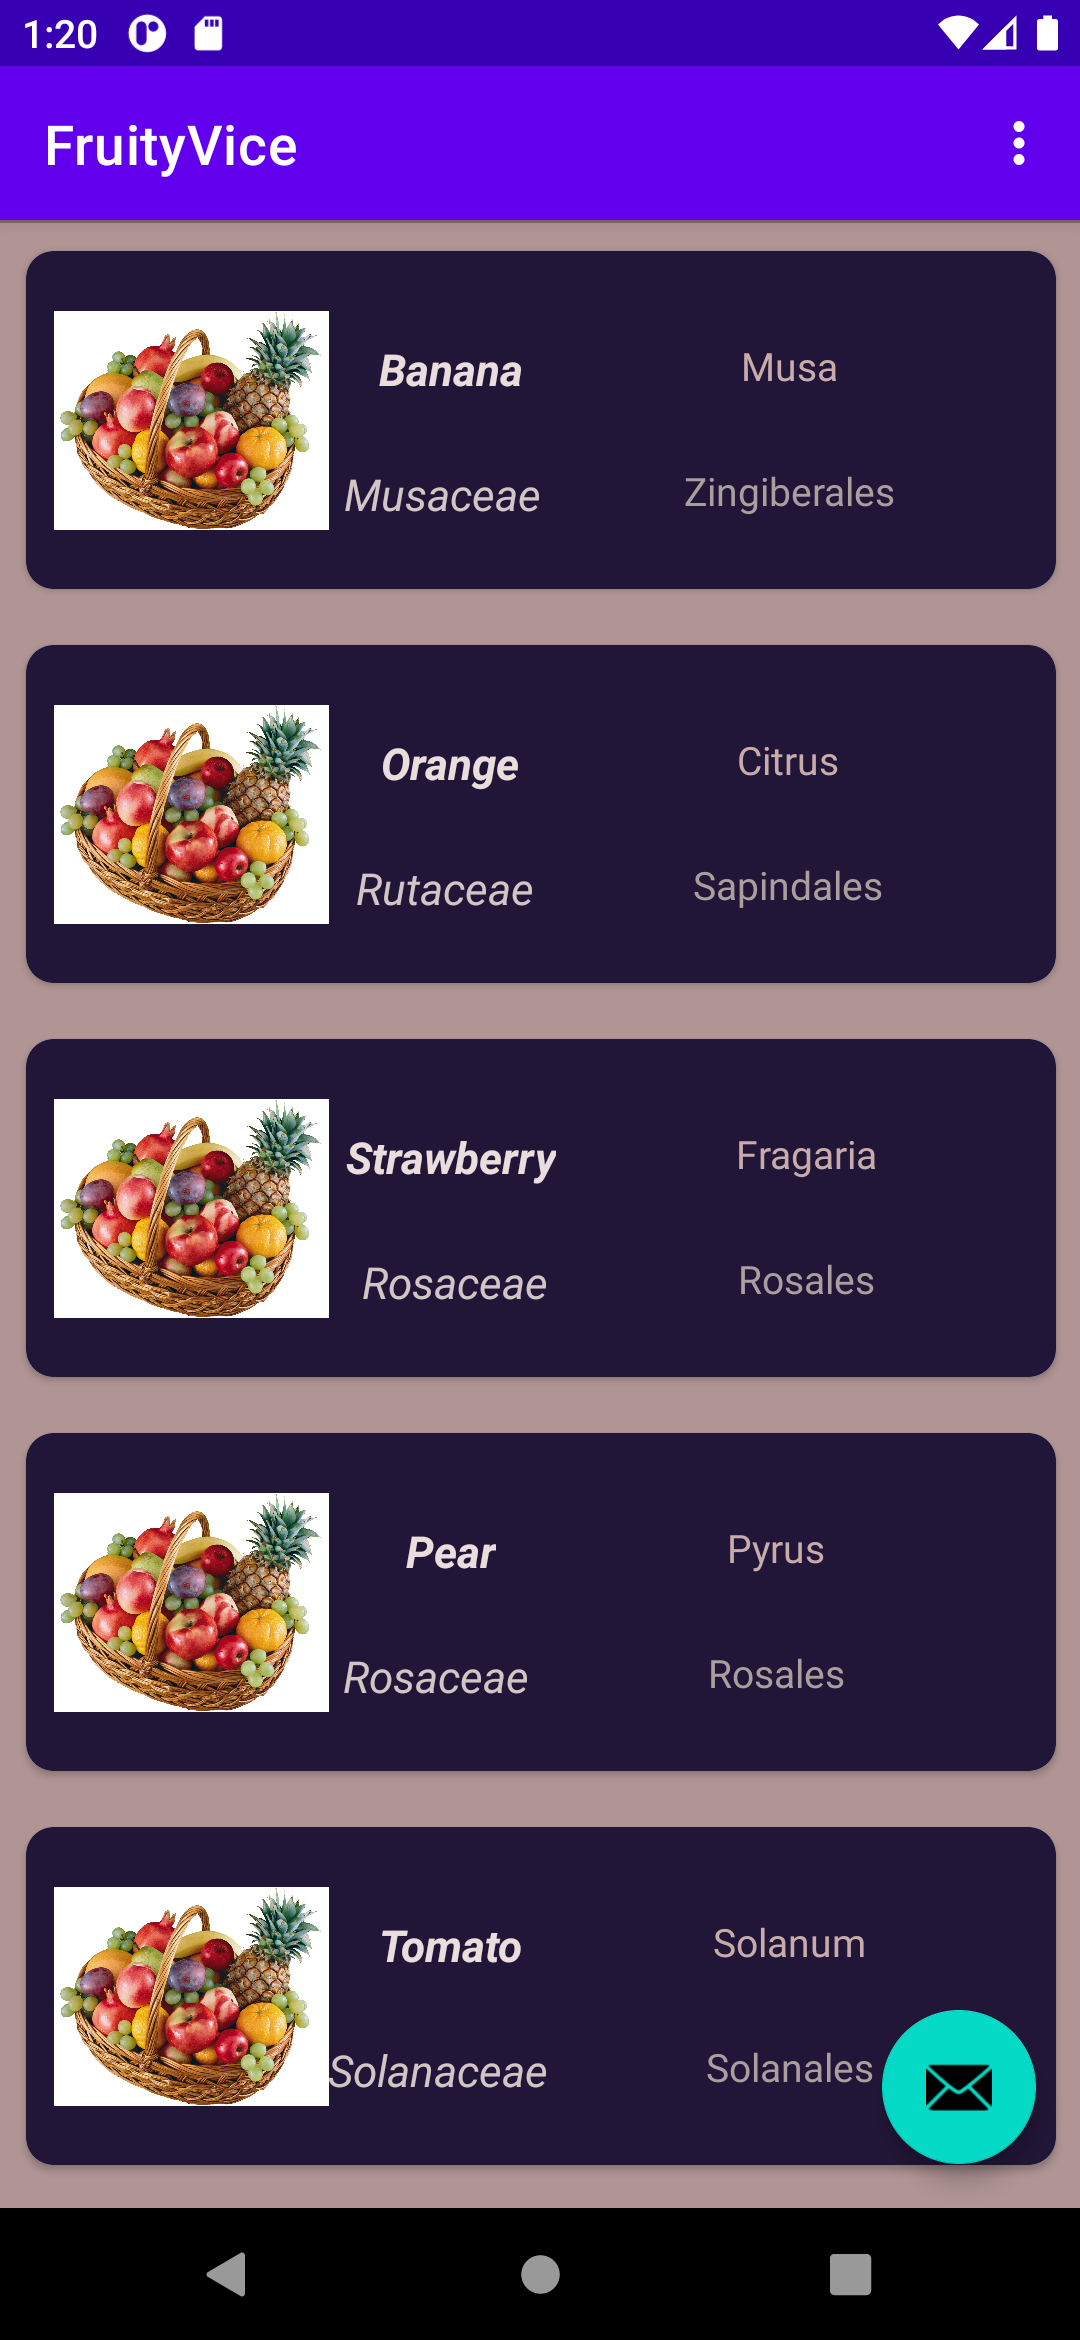 1:20
FruityVice
Banana Musa
Musaceae Zingiberales
Orange Citrus
Rutaceae Sapindales
Strawberry Fragaria
Rosaceae Rosales
Pear Pyrus
Rosaceae Rosales
Tomato Solanum
Solanaceae Solanales